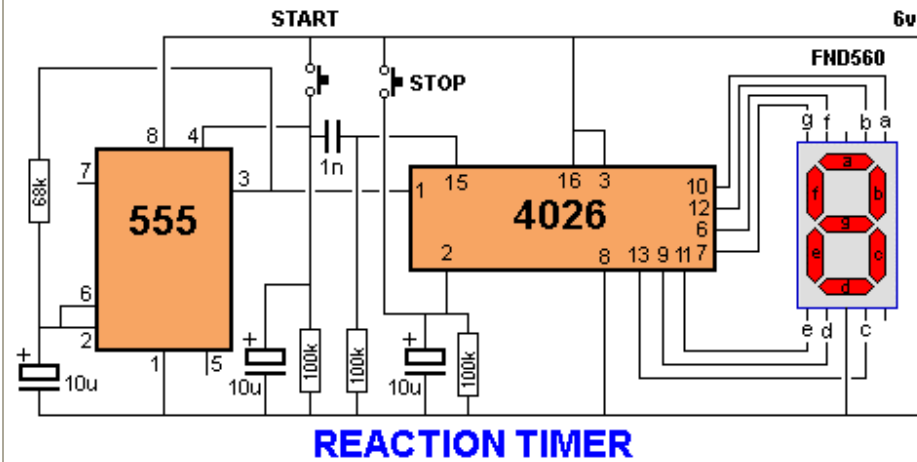 START
6v
FND560
STOP
g f b a
8 4
1n
7
3
68k
555
1 15 16 3 10
4026
12
6
7
2 8 13 9 11
6
2
1 5
e d c
a
f b
g
e c
d
+
10u
+
10u
100k
100k
+
10u
100k
REACTION TIMER